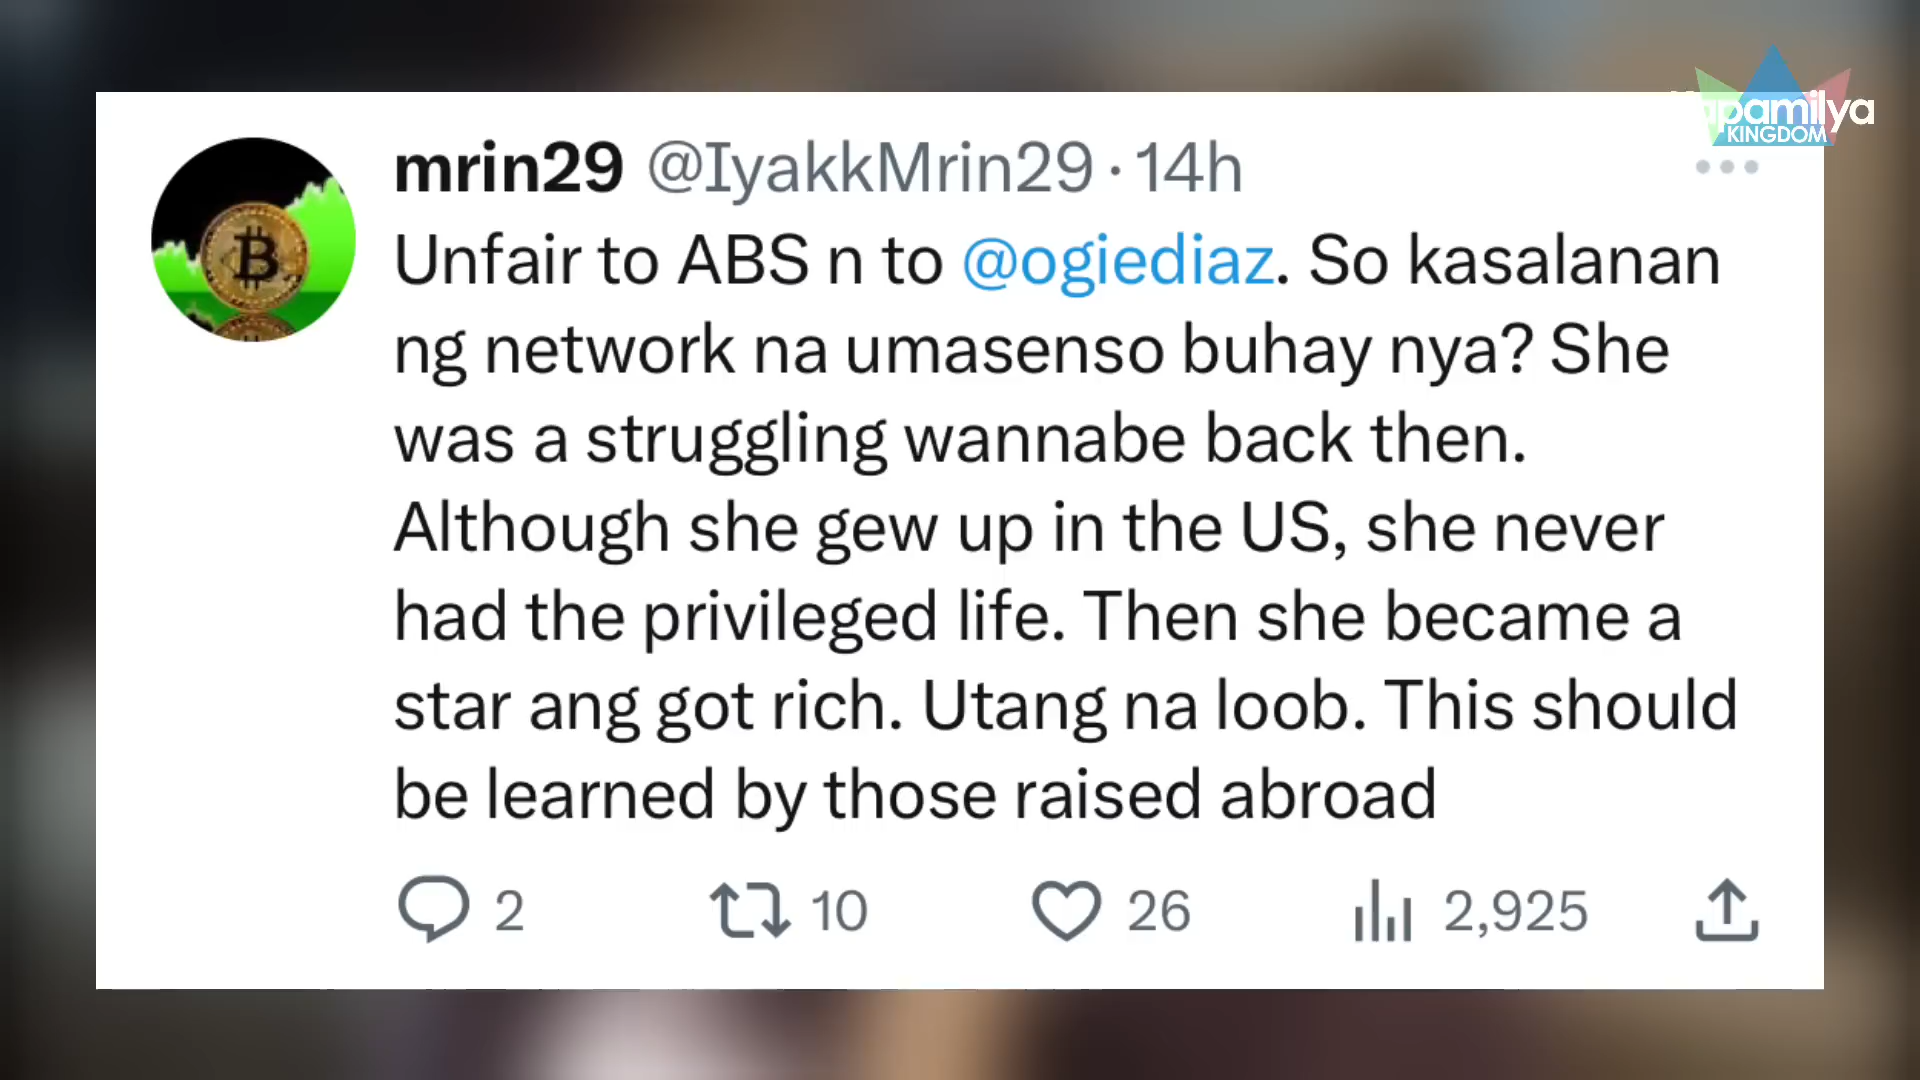 Kapamilya
KINGDOM
mrin29 @IyakkMrin29 · 14h
Unfair to ABS n to @ogiediaz. So kasalanan
ng network na umasenso buhay nya? She
was a struggling wannabe back then.
Although she gew up in the US, she never
had the privileged life. Then she became a
star ang got rich. Utang na loob. This should
be learned by those raised abroad
2 10 26 2,925